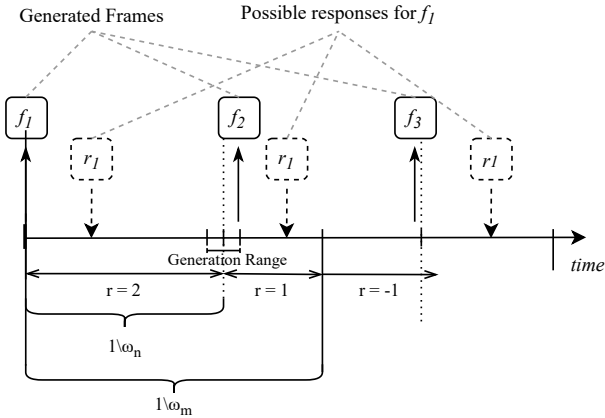 Generated Frames
Possible responses for f1
f1
f2
f3
r1
r1
r1
Generation Range
time
r = 2
r = 1
r = -1
1\ωn
1\ωm